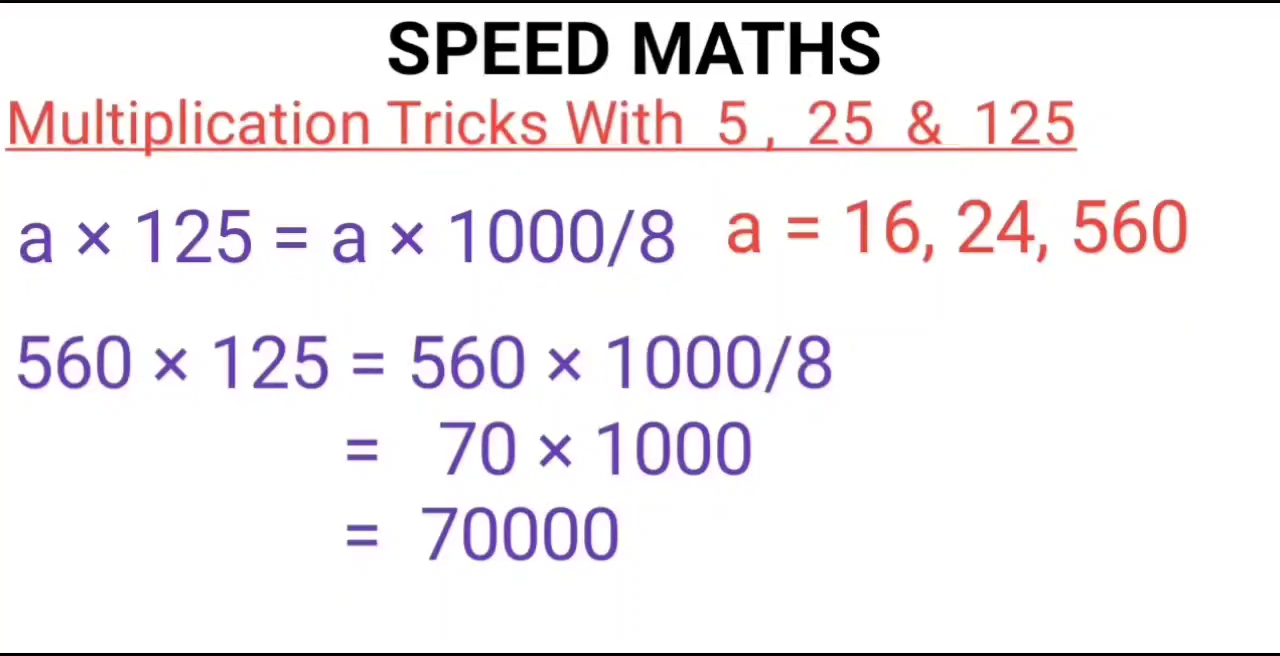 SPEED MATHS
Multiplication Tricks With 5 , 25 & 125
a × 125 = a × 1000/8 a = 16, 24, 560
560 × 125 = 560 × 1000/8
= 70 × 1000
= 70000